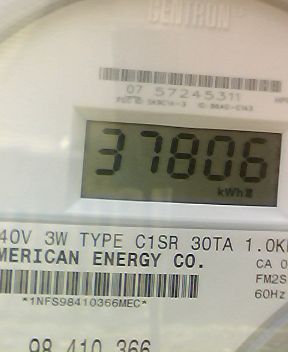 CENTRON
07 57245311
37806
kWh
40V 3W TYPE C1SR 30TA 1.0K
MERICAN ENERGY CO.
CA 0
FM2S
60Hz
*1NFS98410366MEC*
98 410 366